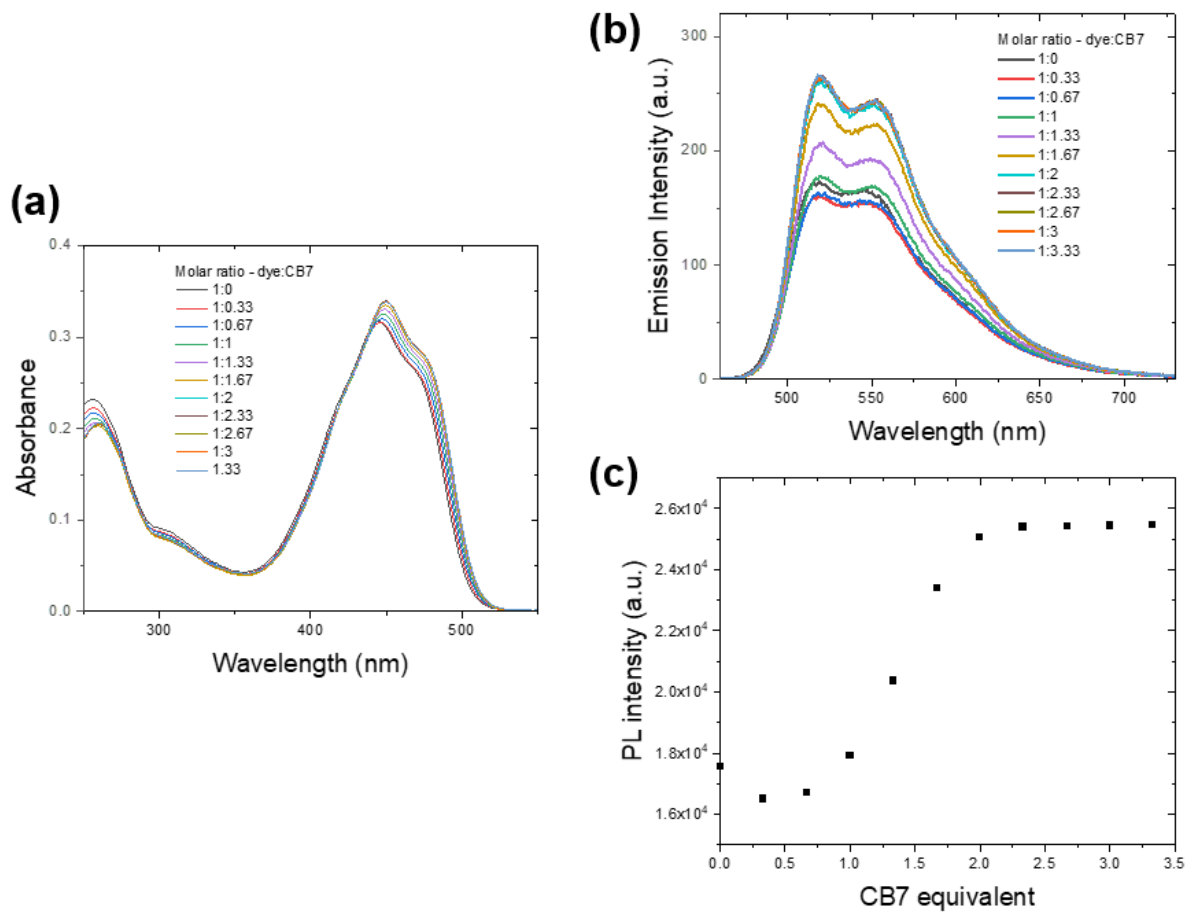 (a)
0.4
0.3
0.2
0.1
0.0
Absorbance
Molar ratio - dye:CB7
1:0
1:0.33
1:0.67
1:1
1:1.33
1:1.67
1:2
1:2.33
1:2.67
1:3
1.33
300
400
500
Wavelength (nm)
(b)
300
200
100
0
Emission Intensity (a.u.)
Molar ratio - dye:CB7
1:0
1:0.33
1:0.67
1:1
1:1.33
1:1.67
1:2
1:2.33
1:2.67
1:3
1:3.33
500
550
600
650
700
Wavelength (nm)
(c)
2.6x10⁴
2.4x10⁴
2.2x10⁴
2.0x10⁴
1.8x10⁴
1.6x10⁴
PL intensity (a.u.)
0.0
0.5
1.0
1.5
2.0
2.5
3.0
3.5
CB7 equivalent